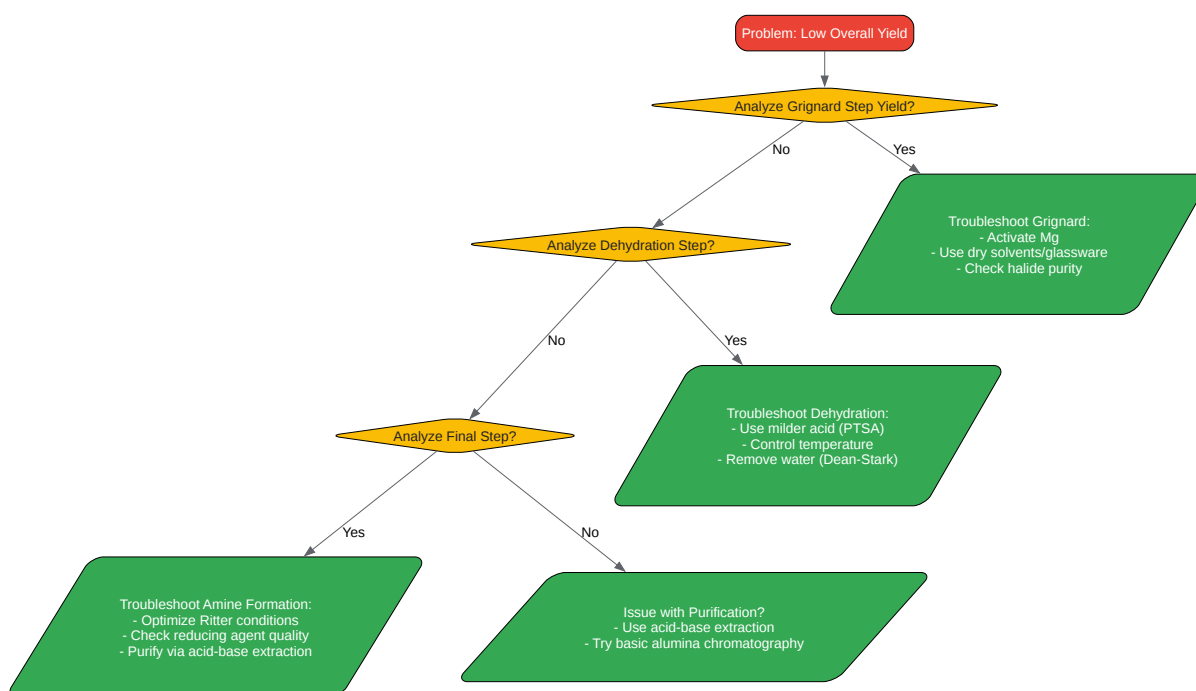 Problem: Low Overall Yield
Analyze Grignard Step Yield?
No
Yes
Troubleshoot Grignard:
- Activate Mg
- Use dry solvents/glassware
- Check halide purity
Analyze Dehydration Step?
No
Yes
Troubleshoot Dehydration:
- Use milder acid (PTSA)
- Control temperature
- Remove water (Dean-Stark)
Analyze Final Step?
Yes
No
Troubleshoot Amine Formation:
- Optimize Ritter conditions
- Check reducing agent quality
- Purify via acid-base extraction
Issue with Purification?
- Use acid-base extraction
- Try basic alumina chromatography